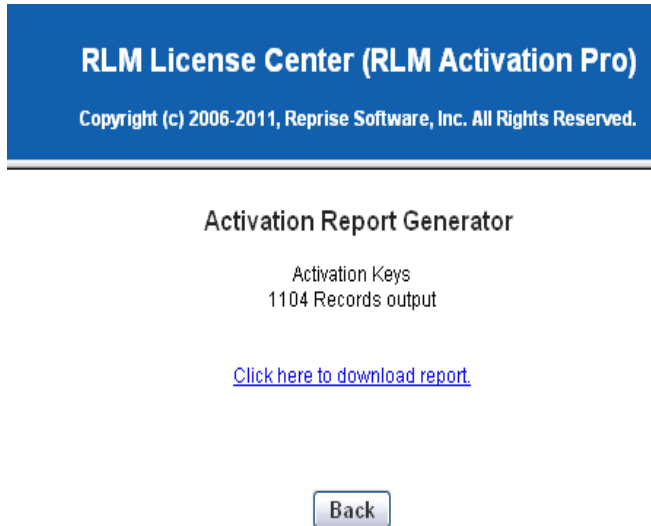 RLM License Center (RLM Activation Pro)
Copyright (c) 2006-2011, Reprise Software, Inc. All Rights Reserved.
Activation Report Generator
Activation Keys
1104 Records output
Click here to download report.
Back